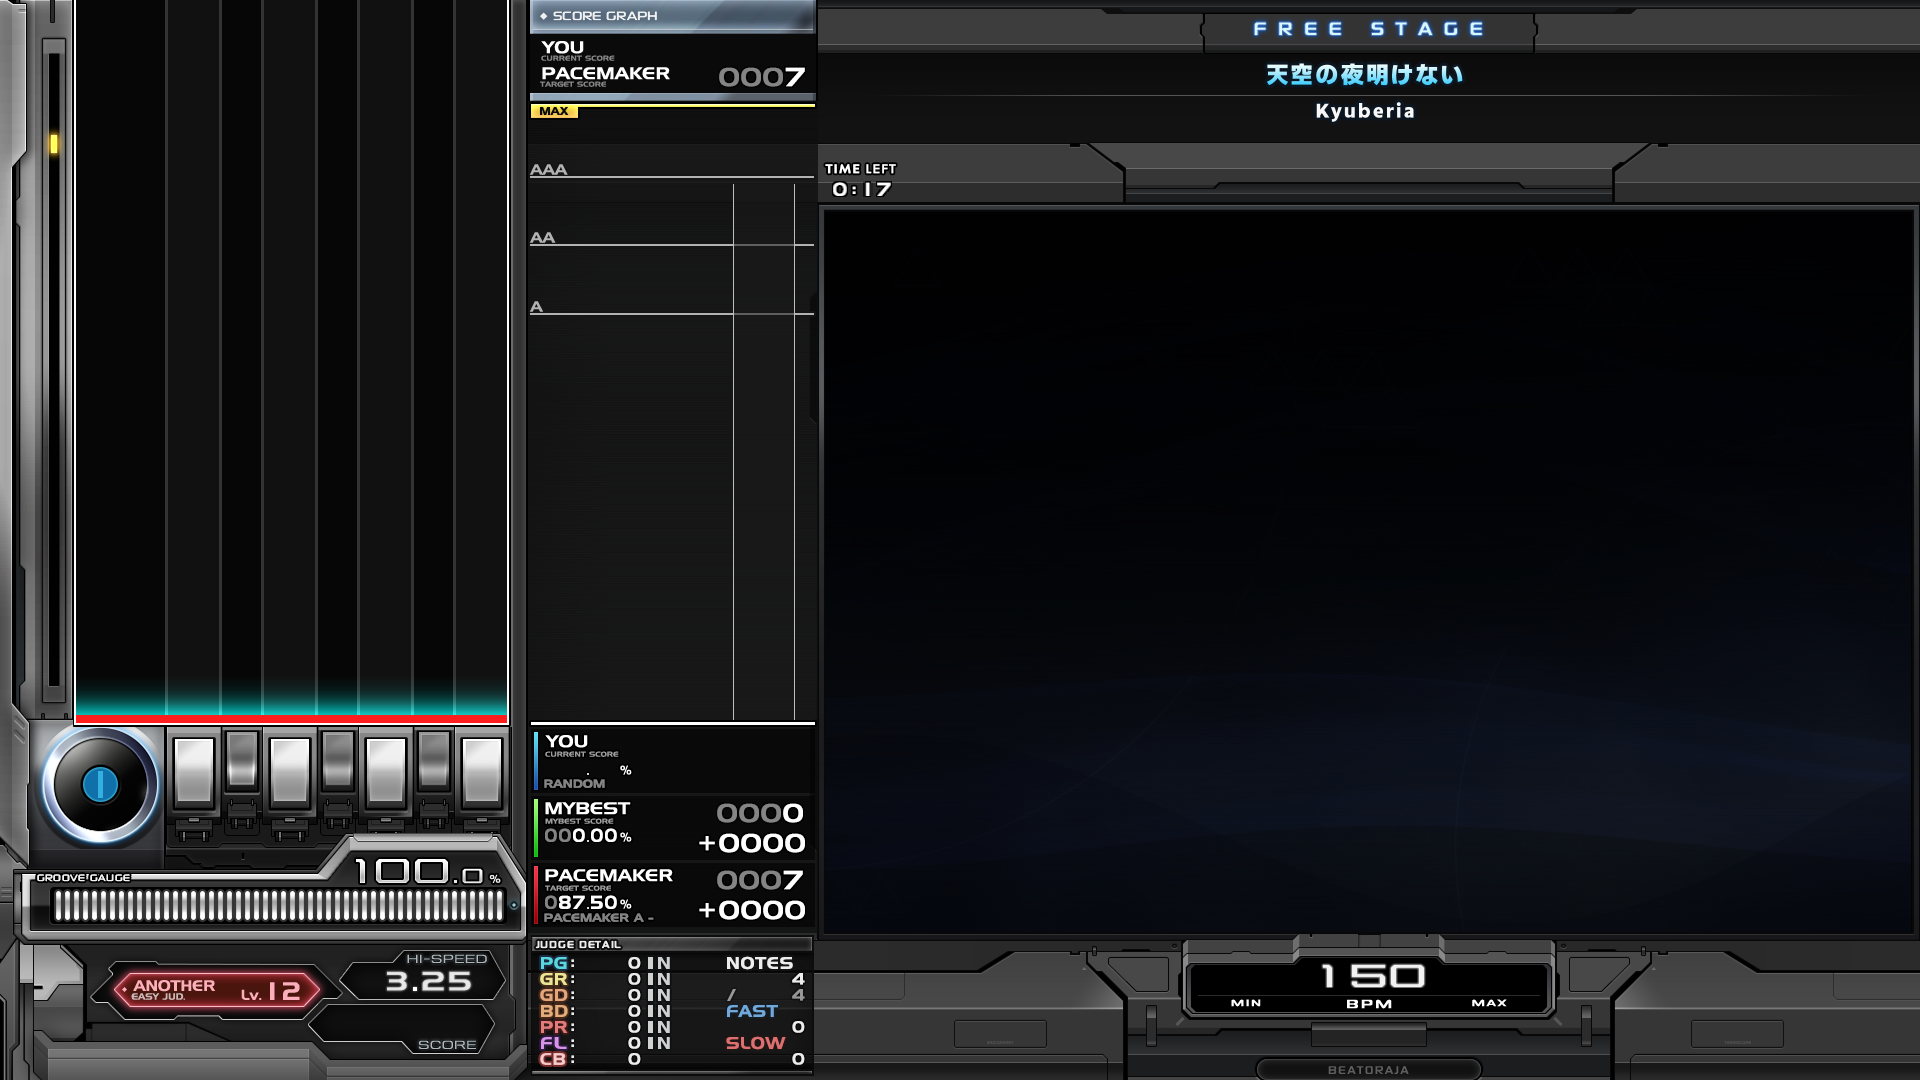 SCORE GRAPH
YOU
CURRENT SCORE
PACEMAKER 0007
TARGET SCORE
MAX
AAA
AA
A
FREE STAGE
天空の夜明けない
Kyuberia
TIME LEFT
0:17
YOU
CURRENT SCORE
. %
RANDOM
MYBEST 0000
MYBEST SCORE
000.00% +0000
PACEMAKER 0007
TARGET SCORE
087.50% +0000
PACEMAKER A -
JUDGE DETAIL
PG: 0 IN NOTES
GR: 0 IN 4
GD: 0 IN / 4
BD: 0 IN FAST
PR: 0 IN 0
FL: 0 IN SLOW
CB: 0 0
GROOVE GAUGE 100.0%
ANOTHER
EASY JUD. Lv.12
HI-SPEED
3.25
SCORE
150
MIN BPM MAX
BEATORAJA